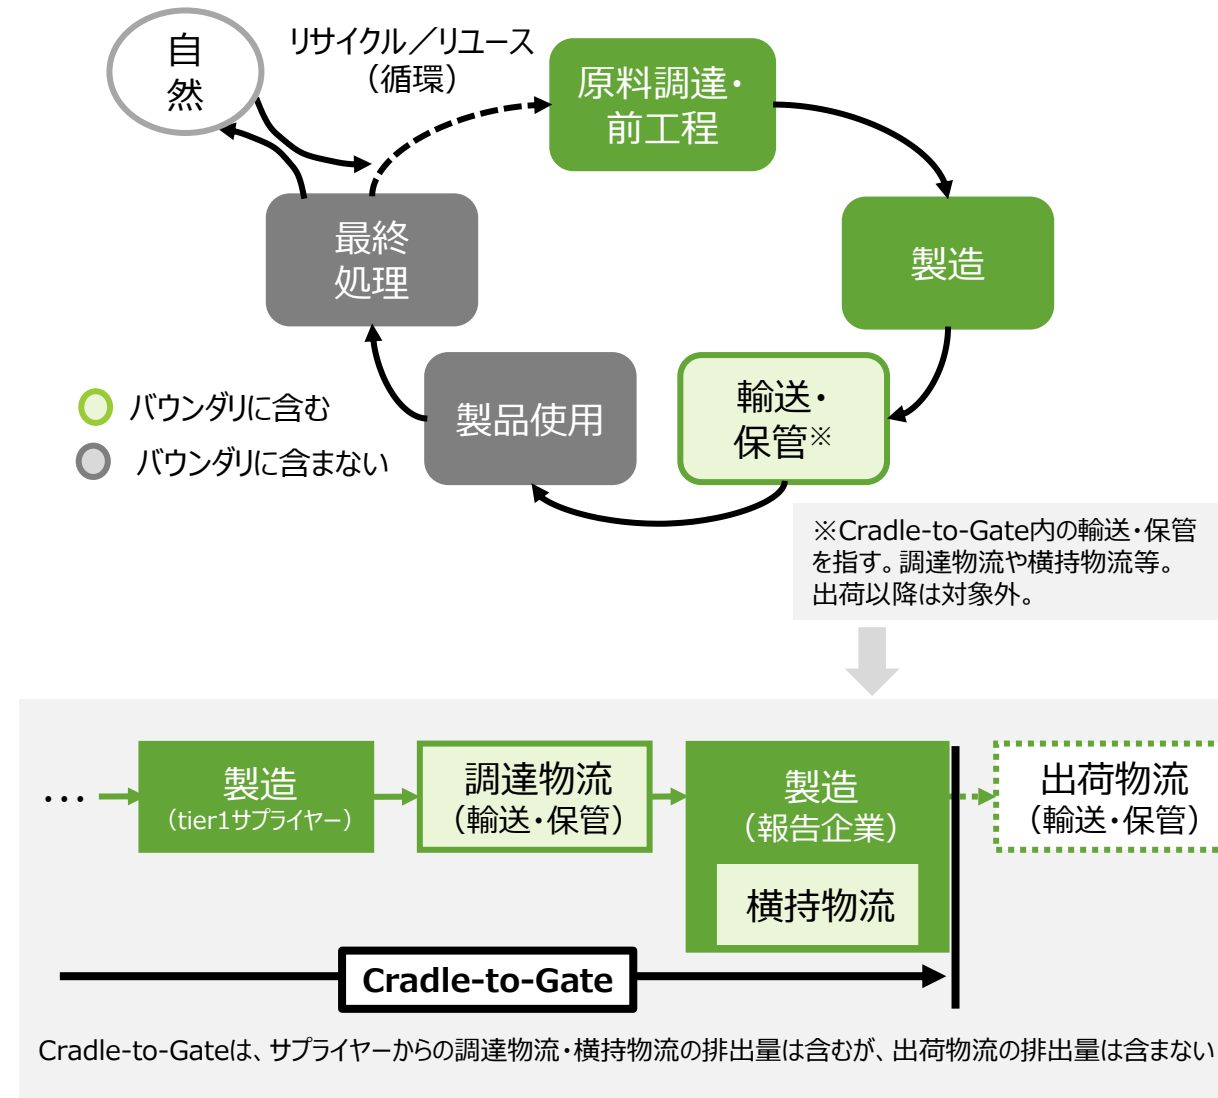 自
然
リサイクル／リユース
（循環）
原料調達・
前工程
製造
最終
処理
輸送・
保管※
製品使用
バウンダリに含む
バウンダリに含まない
※Cradle-to-Gate内の輸送・保管
を指す。調達物流や横持物流等。
出荷以降は対象外。
…
製造
（tier1サプライヤー）
調達物流
（輸送・保管）
製造
（報告企業）
横持物流
出荷物流
（輸送・保管）
Cradle-to-Gate
Cradle-to-Gateは、サプライヤーからの調達物流・横持物流の排出量は含むが、出荷物流の排出量は含まない